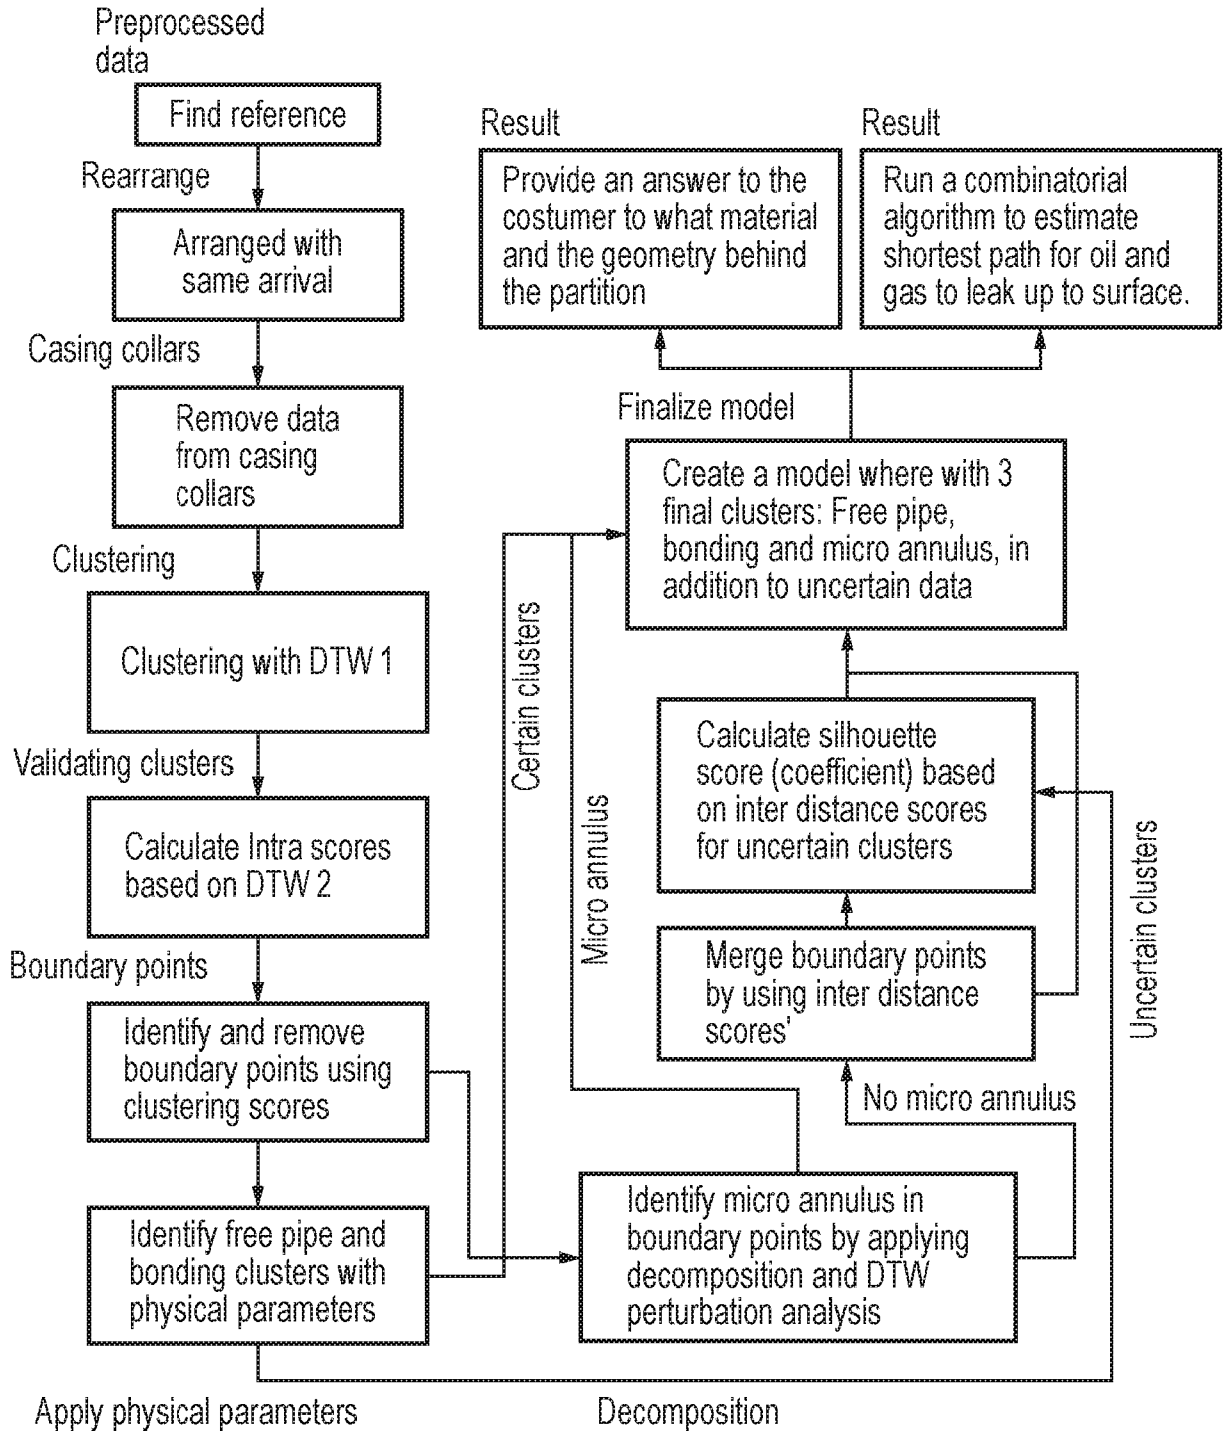 Preprocessed
data
Find reference
Rearrange
Arranged with
same arrival
Casing collars
Remove data
from casing
collars
Clustering
Clustering with DTW 1
Validating clusters
Calculate Intra scores
based on DTW 2
Boundary points
Identify and remove
boundary points using
clustering scores
Identify free pipe and
bonding clusters with
physical parameters
Apply physical parameters
Result
Provide an answer to the
costumer to what material
and the geometry behind
the partition
Result
Run a combinatorial
algorithm to estimate
shortest path for oil and
gas to leak up to surface.
Finalize model
Create a model where with 3
final clusters: Free pipe,
bonding and micro annulus, in
addition to uncertain data
Certain clusters
Micro annulus
Calculate silhouette
score (coefficient) based
on inter distance scores
for uncertain clusters
Uncertain clusters
Merge boundary points
by using inter distance
scores'
No micro annulus
Identify micro annulus in
boundary points by applying
decomposition and DTW
perturbation analysis
Decomposition